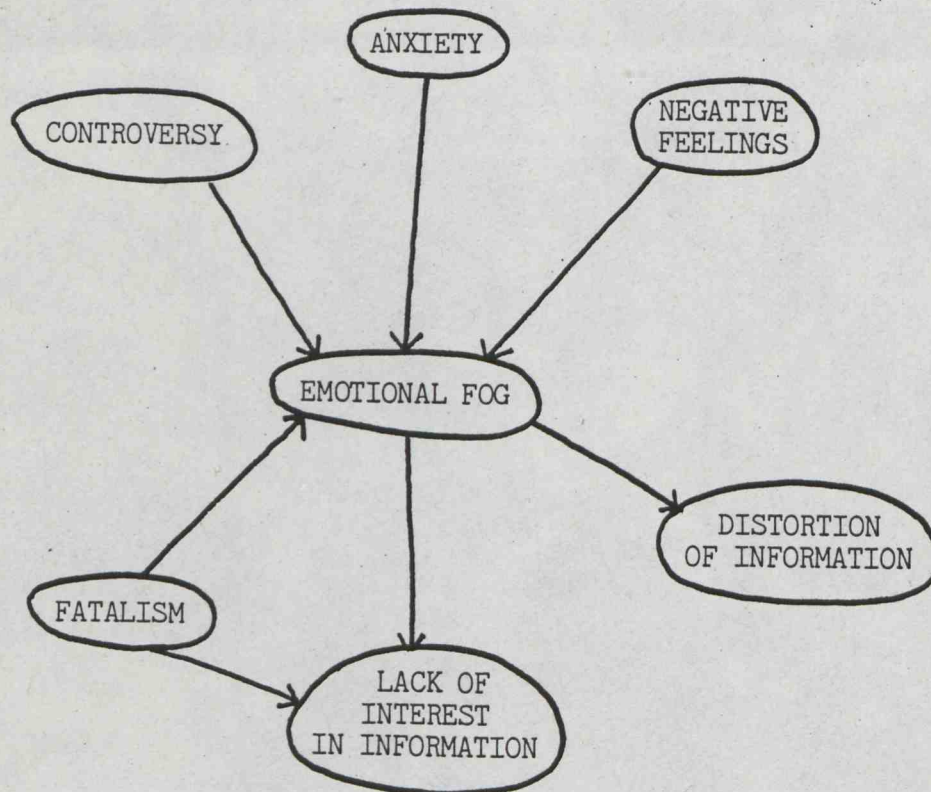 ANXIETY
CONTROVERSY
NEGATIVE
FEELINGS
EMOTIONAL FOG
DISTORTION
OF INFORMATION
FATALISM
LACK OF
INTEREST
IN INFORMATION